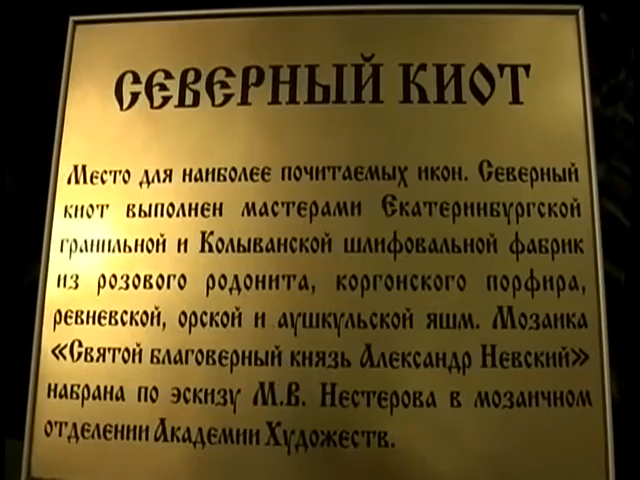 СЕВЕРНЫЙ КИОТ
Место для наиболее почитаемых икон. Северный
киот выполнен мастерами Екатеринбургской
гранильной и Колыванской шлифовальной фабрик
из розового родонита, коргонского порфира,
ревневской, орской и аушкульской яшм. Мозаика
«Святой благоверный князь Александр Невский»
набрана по эскизу М.В. Нестерова в мозаичном
отделении Академии Художеств.